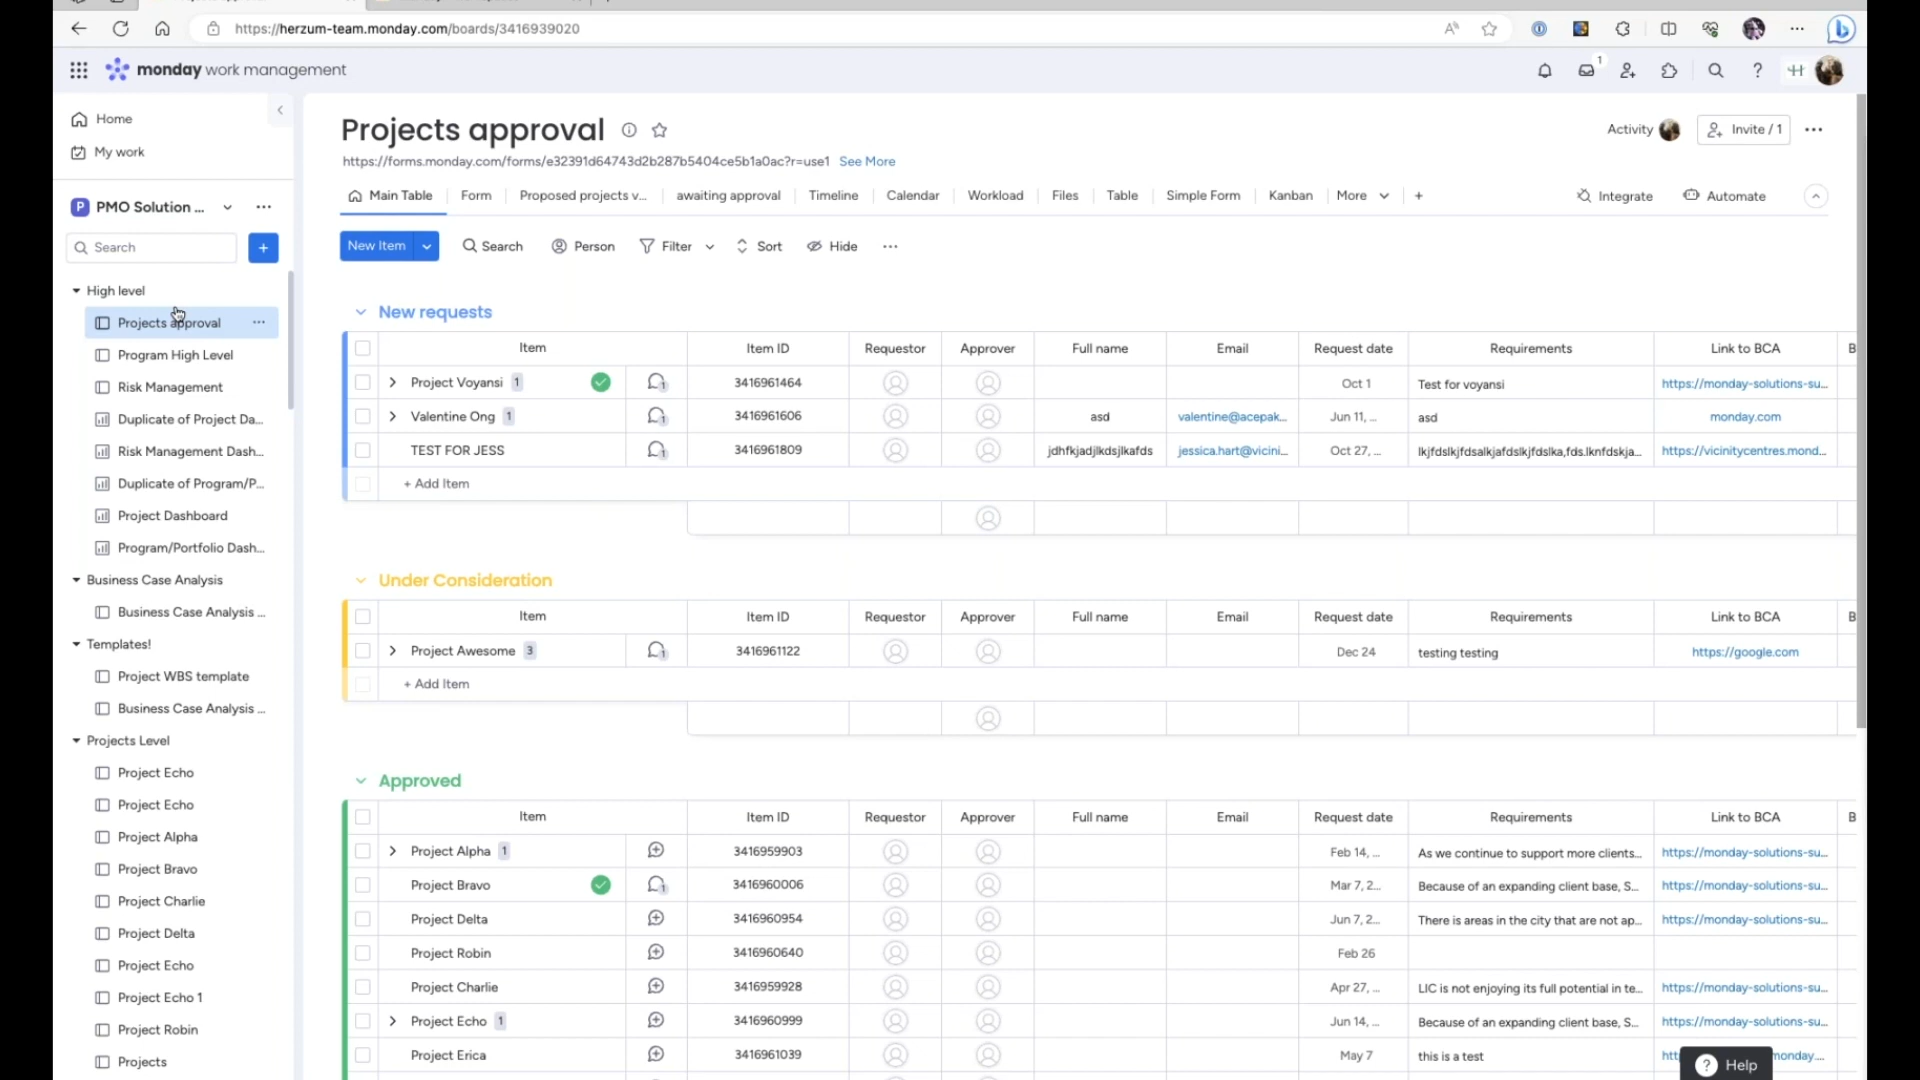 https://herzum-team.monday.com/boards/3416939020
monday work management
1
Home
My work
P PMO Solution ...
Search
+
High level
Projects approval
Program High Level
Risk Management
Duplicate of Project Da...
Risk Management Dash...
Duplicate of Program/P...
Project Dashboard
Program/Portfolio Dash...
Business Case Analysis
Business Case Analysis ...
Templates!
Project WBS template
Business Case Analysis ...
Projects Level
Project Echo
Project Echo
Project Alpha
Project Bravo
Project Charlie
Project Delta
Project Echo
Project Echo 1
Project Robin
Projects
Projects approval
Activity Invite / 1
https://forms.monday.com/forms/e32391d64743d2b287b5404ce5b1a0ac?r=use1 See More
Main Table Form Proposed projects v... awaiting approval Timeline Calendar Workload Files Table Simple Form Kanban More + Integrate Automate
New Item Search Person Filter Sort Hide ...
New requests
Item Item ID Requestor Approver Full name Email Request date Requirements Link to BCA B
Project Voyansi 1 1 3416961464 Oct 1 Test for voyansi https://monday-solutions-su...
Valentine Ong 1 1 3416961606 asd valentine@acepak... Jun 11, ... asd monday.com
TEST FOR JESS 1 3416961809 jdhfkjadjlkdsjlkafds jessica.hart@vicini... Oct 27, ... lkjfdslkjfdsalkjafdslkjfdslka,fds.lknfdskja... https://vicinitycentres.mond...
+ Add Item
Under Consideration
Item Item ID Requestor Approver Full name Email Request date Requirements Link to BCA B
Project Awesome 3 1 3416961122 Dec 24 testing testing https://google.com
+ Add Item
Approved
Item Item ID Requestor Approver Full name Email Request date Requirements Link to BCA B
Project Alpha 1 3416959903 Feb 14, ... As we continue to support more clients... https://monday-solutions-su...
Project Bravo 1 3416960006 Mar 7, 2... Because of an expanding client base, S... https://monday-solutions-su...
Project Delta 3416960954 Jun 7, 2... There is areas in the city that are not ap... https://monday-solutions-su...
Project Robin 3416960640 Feb 26
Project Charlie 3416959928 Apr 27, ... LIC is not enjoying its full potential in te... https://monday-solutions-su...
Project Echo 1 3416960999 Jun 14, ... Because of an expanding client base, S... https://monday-solutions-su...
Project Erica 3416961039 May 7 this is a test htt monday....
? Help